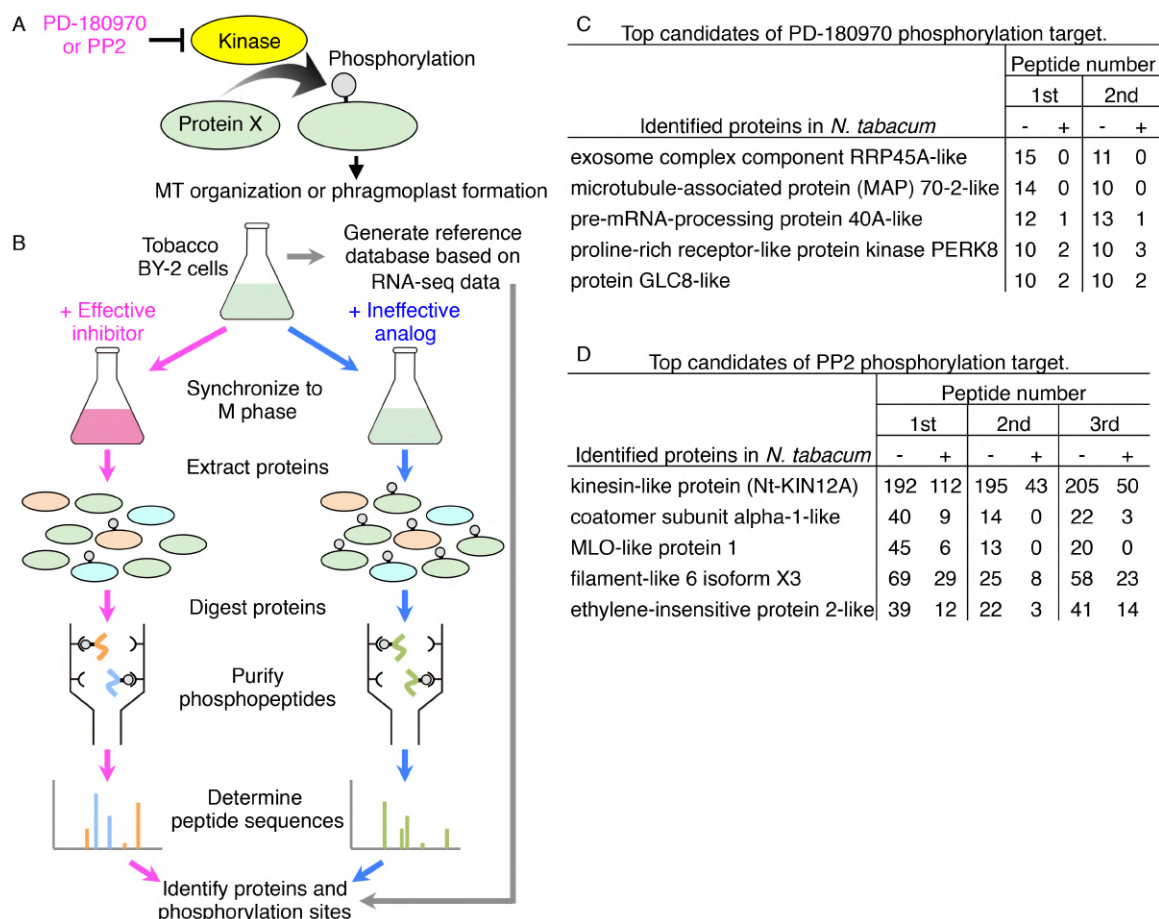 A
PD-180970
or PP2
Kinase
Phosphorylation
Protein X
MT organization or phragmoplast formation
B
Tobacco
BY-2 cells
Generate reference
database based on
RNA-seq data
+ Effective
inhibitor
+ Ineffective
analog
Synchronize to
M phase
Extract proteins
Digest proteins
Purify
phosphopeptides
Determine
peptide sequences
Identify proteins and
phosphorylation sites
C
Top candidates of PD-180970 phosphorylation target.
Peptide number
1st 2nd
Identified proteins in N. tabacum - + - +
exosome complex component RRP45A-like 15 0 11 0
microtubule-associated protein (MAP) 70-2-like 14 0 10 0
pre-mRNA-processing protein 40A-like 12 1 13 1
proline-rich receptor-like protein kinase PERK8 10 2 10 3
protein GLC8-like 10 2 10 2
D
Top candidates of PP2 phosphorylation target.
Peptide number
1st 2nd 3rd
Identified proteins in N. tabacum - + - + - +
kinesin-like protein (Nt-KIN12A) 192 112 195 43 205 50
coatomer subunit alpha-1-like 40 9 14 0 22 3
MLO-like protein 1 45 6 13 0 20 0
filament-like 6 isoform X3 69 29 25 8 58 23
ethylene-insensitive protein 2-like 39 12 22 3 41 14